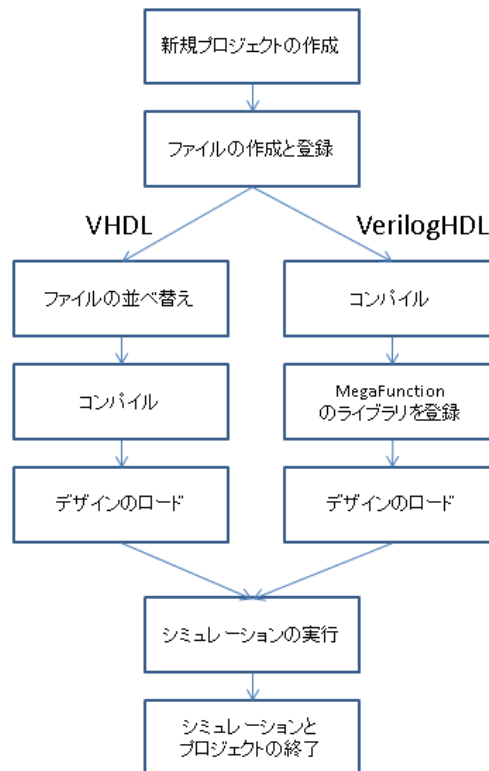 新規プロジェクトの作成
ファイルの作成と登録
VHDL
VerilogHDL
ファイルの並べ替え
コンパイル
コンパイル
MegaFunction
のライブラリを登録
デザインのロード
デザインのロード
シミュレーションの実行
シミュレーションと
プロジェクトの終了